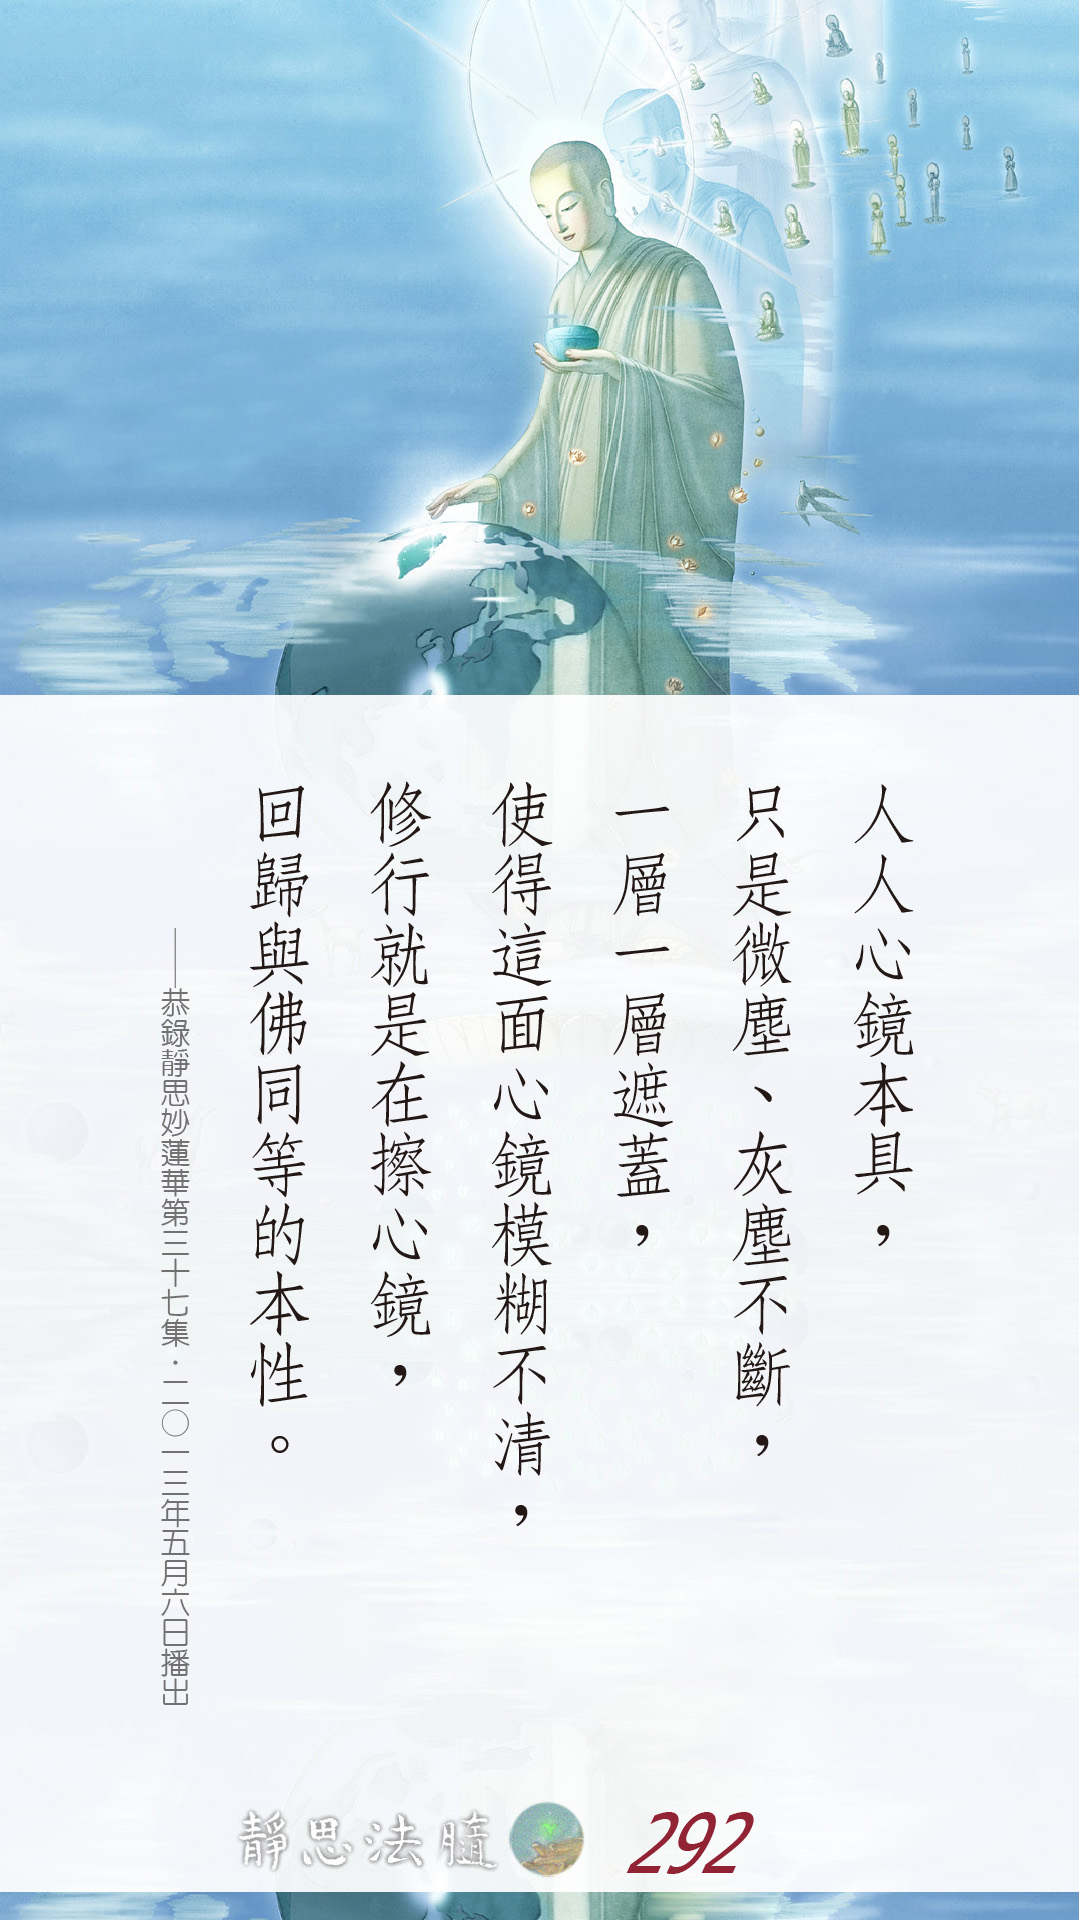 人人心鏡本具，
只是微塵、灰塵不斷，
一層一層遮蓋，
使得這面心鏡模糊不清，
修行就是在擦心鏡，
回歸與佛同等的本性。
——恭錄靜思妙蓮華第三十七集·二〇一三年五月六日播出
靜思法髓 292